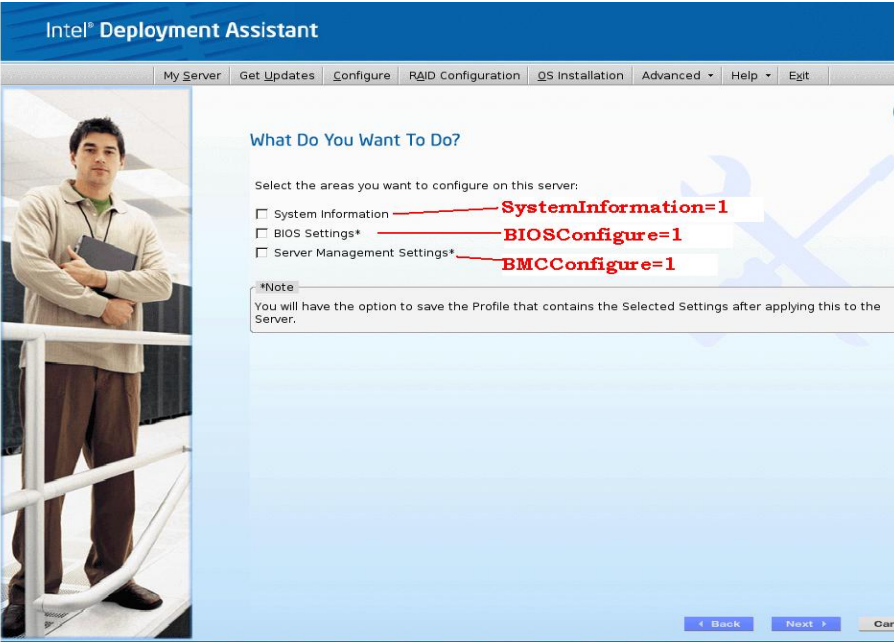 Intel® Deployment Assistant
My Server Get Updates Configure RAID Configuration OS Installation Advanced Help Exit
What Do You Want To Do?
Select the areas you want to configure on this server:
System Information SystemInformation=1
BIOS Settings* BIOSConfigure=1
Server Management Settings* BMCConfigure=1
*Note
You will have the option to save the Profile that contains the Selected Settings after applying this to the
Server.
Back Next